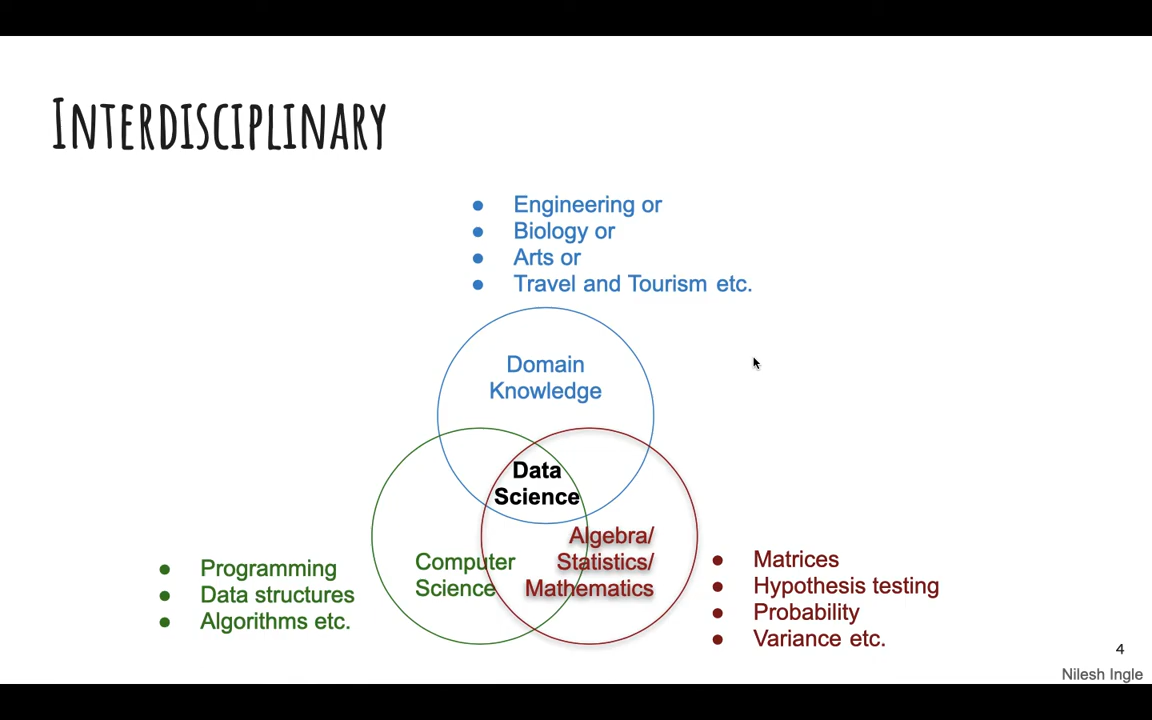 Interdisciplinary
● Engineering or
● Biology or
● Arts or
● Travel and Tourism etc.
Domain
Knowledge
Data
Science
Computer
Science
Algebra/
Statistics/
Mathematics
● Programming
● Data structures
● Algorithms etc.
● Matrices
● Hypothesis testing
● Probability
● Variance etc.
4
Nilesh Ingle